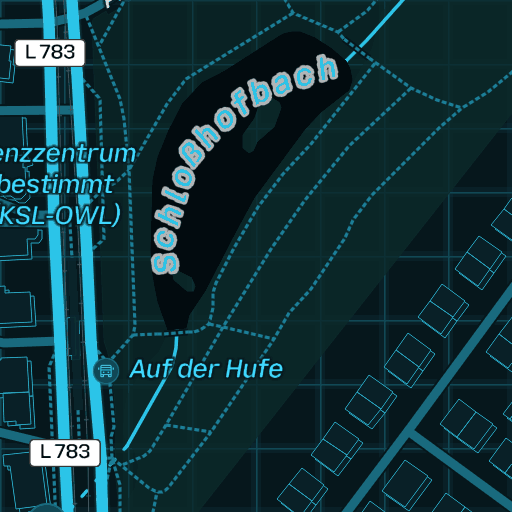 L 783
enzzentrum
bestimmt
KSL-OWL)
Schloßhofbach
Auf der Hufe
L 783